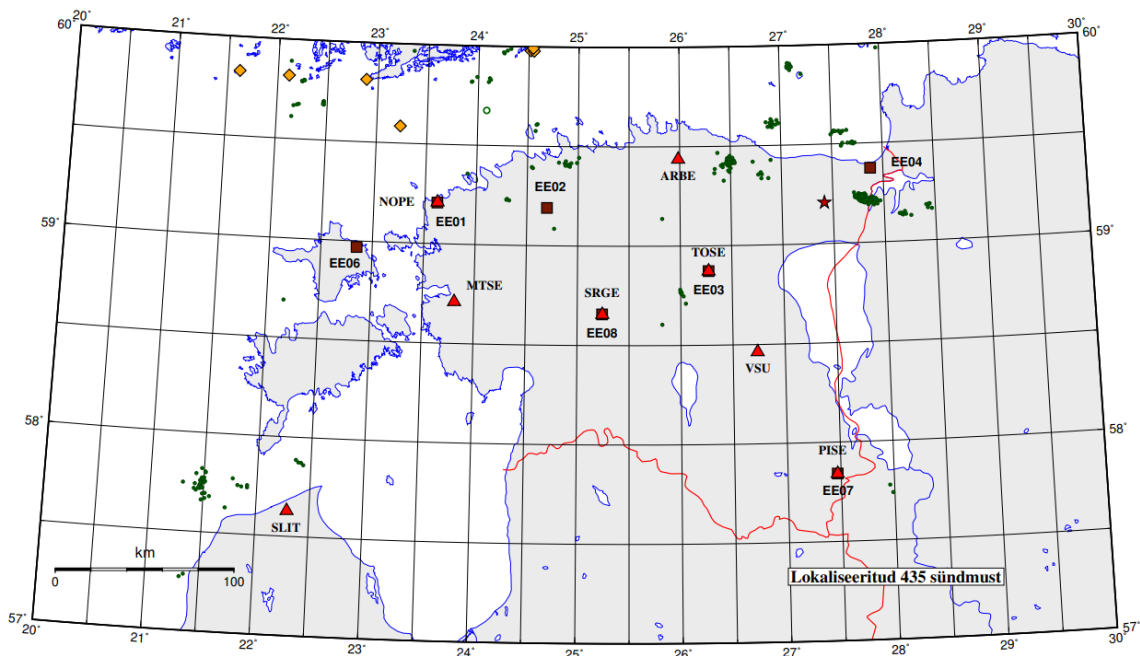 20° 21° 22° 23° 24° 25° 26° 27° 28° 29° 30°
60° 60°
EE04
ARBE
EE02
NOPE
EE01
59° 59°
TOSE
EE06
EE03
MTSE
SRGE
EE08
VSU
58° 58°
PISE
EE07
SLIT
km
0 100
Lokaliseeritud 435 sündmust
57° 57°
20° 21° 22° 23° 24° 25° 26° 27° 28° 29° 30°